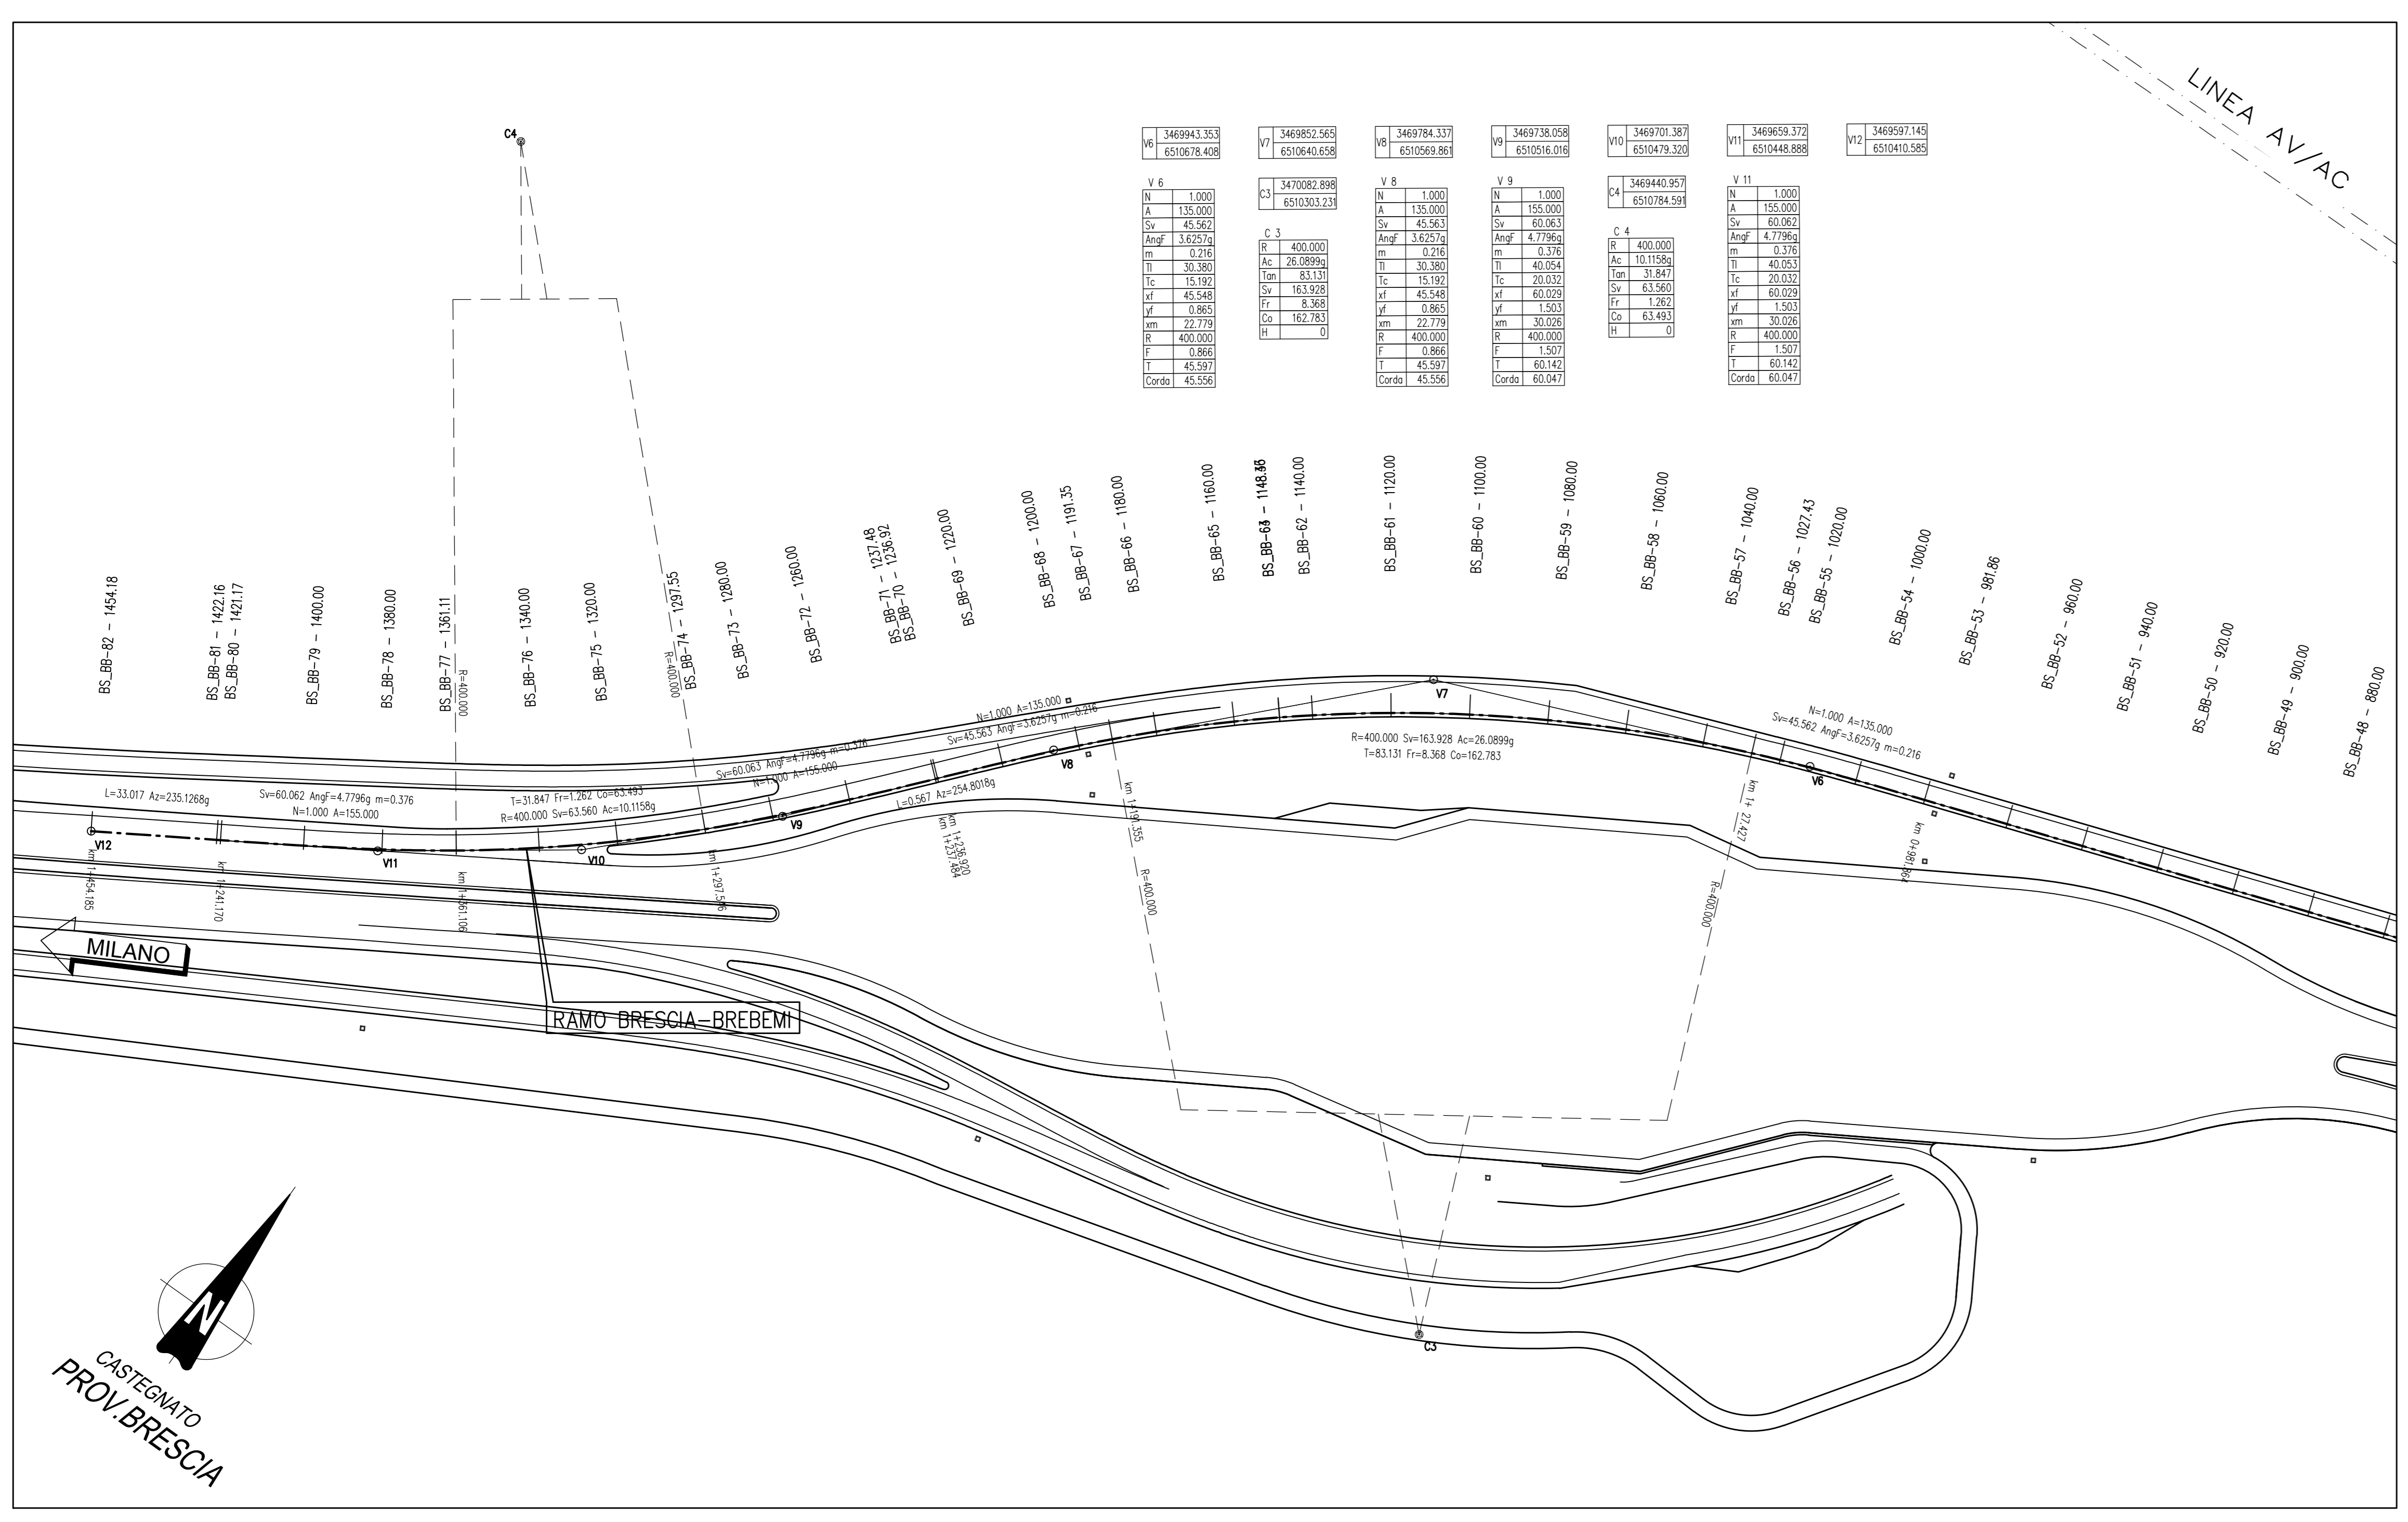 LINEA AV/AC
C4
V6 3469943.353
6510678.408
V7 3469852.565
6510640.658
V8 3469784.337
6510569.861
V9 3469738.058
6510516.016
V10 3469701.387
6510479.320
V11 3469659.372
6510448.888
V12 3469597.145
6510410.585
V 6
N 1.000
A 135.000
Sv 45.562
AngF 3.6257g
m 0.216
Tl 30.380
Tc 15.192
xf 45.548
yf 0.865
xm 22.779
R 400.000
F 0.866
T 45.597
Corda 45.556
C3 3470082.898
6510303.231
C 3
R 400.000
Ac 26.0899g
Tan 83.131
Sv 163.928
Fr 8.368
Co 162.783
H 0
V 8
N 1.000
A 135.000
Sv 45.563
AngF 3.6257g
m 0.216
Tl 30.380
Tc 15.192
xf 45.548
yf 0.865
xm 22.779
R 400.000
F 0.866
T 45.597
Corda 45.556
V 9
N 1.000
A 155.000
Sv 60.063
AngF 4.7796g
m 0.376
Tl 40.054
Tc 20.032
xf 60.029
yf 1.503
xm 30.026
R 400.000
F 1.507
T 60.142
Corda 60.047
C4 3469440.957
6510784.591
C 4
R 400.000
Ac 10.1158g
Tan 31.847
Sv 63.560
Fr 1.262
Co 63.493
H 0
V 11
N 1.000
A 155.000
Sv 60.062
AngF 4.7796g
m 0.376
Tl 40.053
Tc 20.032
xf 60.029
yf 1.503
xm 30.026
R 400.000
F 1.507
T 60.142
Corda 60.047
BS_BB-82 - 1454.18
BS_BB-81 - 1422.16
BS_BB-80 - 1421.17
BS_BB-79 - 1400.00
BS_BB-78 - 1380.00
BS_BB-77 - 1361.11
BS_BB-76 - 1340.00
BS_BB-75 - 1320.00
BS_BB-74 - 1297.55
BS_BB-73 - 1280.00
BS_BB-72 - 1260.00
BS_BB-71 - 1237.48
BS_BB-70 - 1236.92
BS_BB-69 - 1220.00
BS_BB-68 - 1200.00
BS_BB-67 - 1191.35
BS_BB-66 - 1180.00
BS_BB-65 - 1160.00
BS_BB-62 - 1140.00
BS_BB-61 - 1120.00
BS_BB-60 - 1100.00
BS_BB-59 - 1080.00
BS_BB-58 - 1060.00
BS_BB-57 - 1040.00
BS_BB-56 - 1027.43
BS_BB-55 - 1020.00
BS_BB-54 - 1000.00
BS_BB-53 - 981.86
BS_BB-52 - 960.00
BS_BB-51 - 940.00
BS_BB-50 - 920.00
BS_BB-49 - 900.00
BS_BB-48 - 880.00
R=400.000
R=400.000
V7
N=1.000 A=135.000
Sv=45.563 AngF=3.6257g m=0.216
N=1.000 A=135.000
Sv=45.562 AngF=3.6257g m=0.216
R=400.000 Sv=163.928 Ac=26.0899g
T=83.131 Fr=8.368 Co=162.783
V8
V6
Sv=60.063 AngF=4.7796g m=0.376
N=1.000 A=155.000
L=0.567 Az=254.8018g
L=33.017 Az=235.1268g
Sv=60.062 AngF=4.7796g m=0.376
N=1.000 A=155.000
T=31.847 Fr=1.262 Co=63.493
R=400.000 Sv=63.560 Ac=10.1158g
V9
V12
V11
V10
km 1+454.185
km 1+241.170
km 1+361.106
km 1+297.546
km 1+236.920
km 1+237.484
km 1+191.355
km 1+ 27.427
km 0+981.864
R=400.000
R=400.000
MILANO
RAMO BRESCIA-BREBEMI
C3
N
CASTEGNATO
PROV.BRESCIA